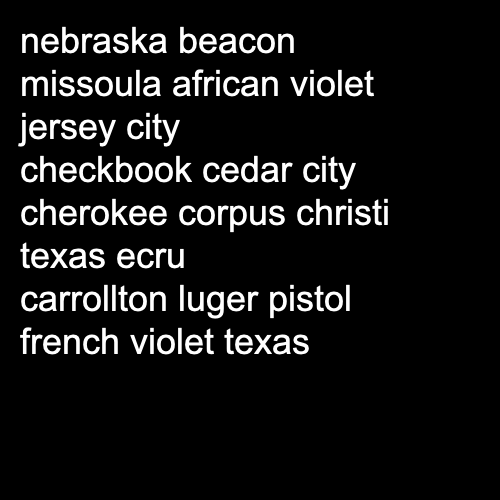 nebraska beacon
missoula african violet
jersey city
checkbook cedar city
cherokee corpus christi
texas ecru
carrollton luger pistol
french violet texas